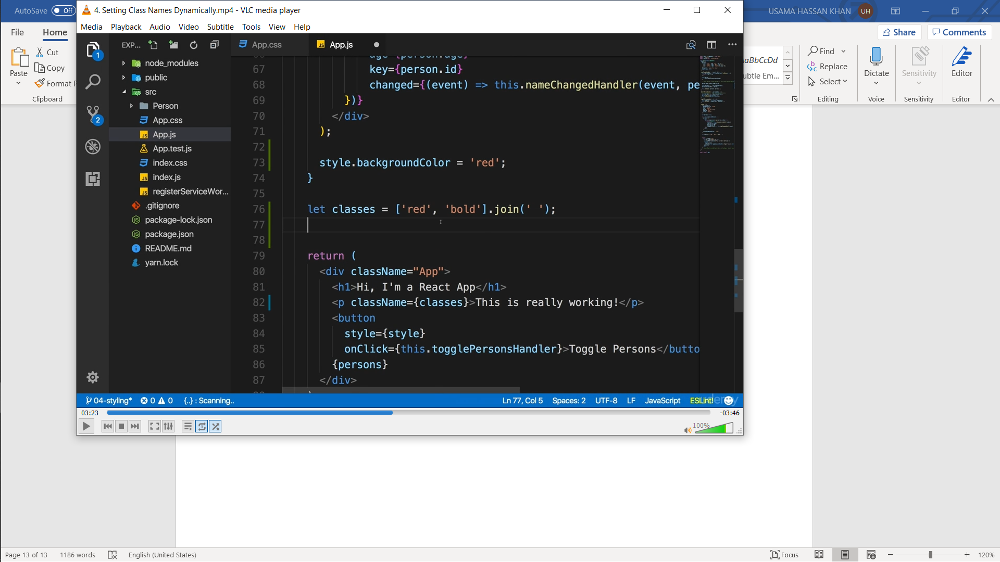 AutoSave Off
4. Setting Class Names Dynamically.mp4 - VLC media player
USAMA HASSAN KHAN UH
Media Playback Audio Video Subtitle Tools View Help
File Home
Share Comments
Cut
Copy
Paste
Format P
Clipboard
aBbCcDd
ubtle Em...
Find
Replace
Select
Editing
Dictate
Voice
Sensitivity
Sensitivity
Editor
Editor
1
2
EXP...
node_modules
public
src
Person
App.css
App.js
App.test.js
index.css
index.js
registerServiceWor...
.gitignore
package-lock.json
package.json
README.md
yarn.lock
App.css App.js
67 key={person.id}
68 changed={(event) => this.nameChangedHandler(event, pe
69 })}
70 </div>
71 );
72
73 style.backgroundColor = 'red';
74 }
75
76 let classes = ['red', 'bold'].join(' ');
77
78
79 return (
80 <div className="App">
81 <h1>Hi, I'm a React App</h1>
82 <p className={classes}>This is really working!</p>
83 <button
84 style={style}
85 onClick={this.togglePersonsHandler}>Toggle Persons</butto
86 {persons}
87 </div>
04-styling* 0 0 {..} : Scanning.. Ln 77, Col 5 Spaces: 2 UTF-8 LF JavaScript ESLint!
03:23 -03:46
100%
Page 13 of 13 1186 words English (United States) Focus 120%